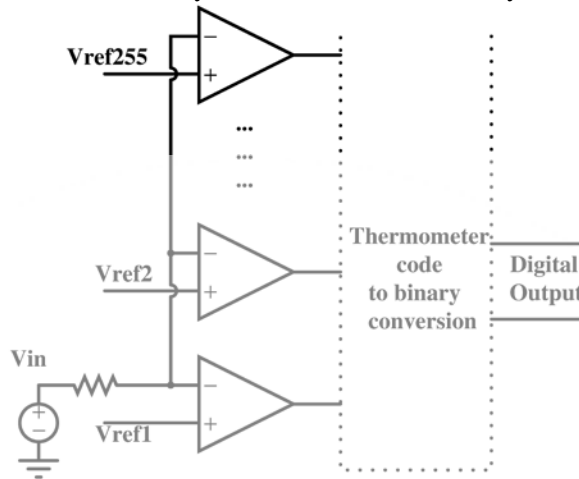 Vref255
−
+
...
...
...
Vref2
−
+
Thermometer
code
to binary
conversion
Digital
Output
Vin
+
−
−
+
Vref1